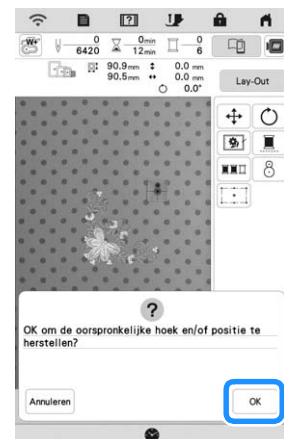 W+
0
6420
0min
12min
0
6
90.9mm
90.5mm
0.0 mm
0.0 mm
0.0°
Lay-Out
?
OK om de oorspronkelijke hoek en/of positie te
herstellen?
Annuleren
OK